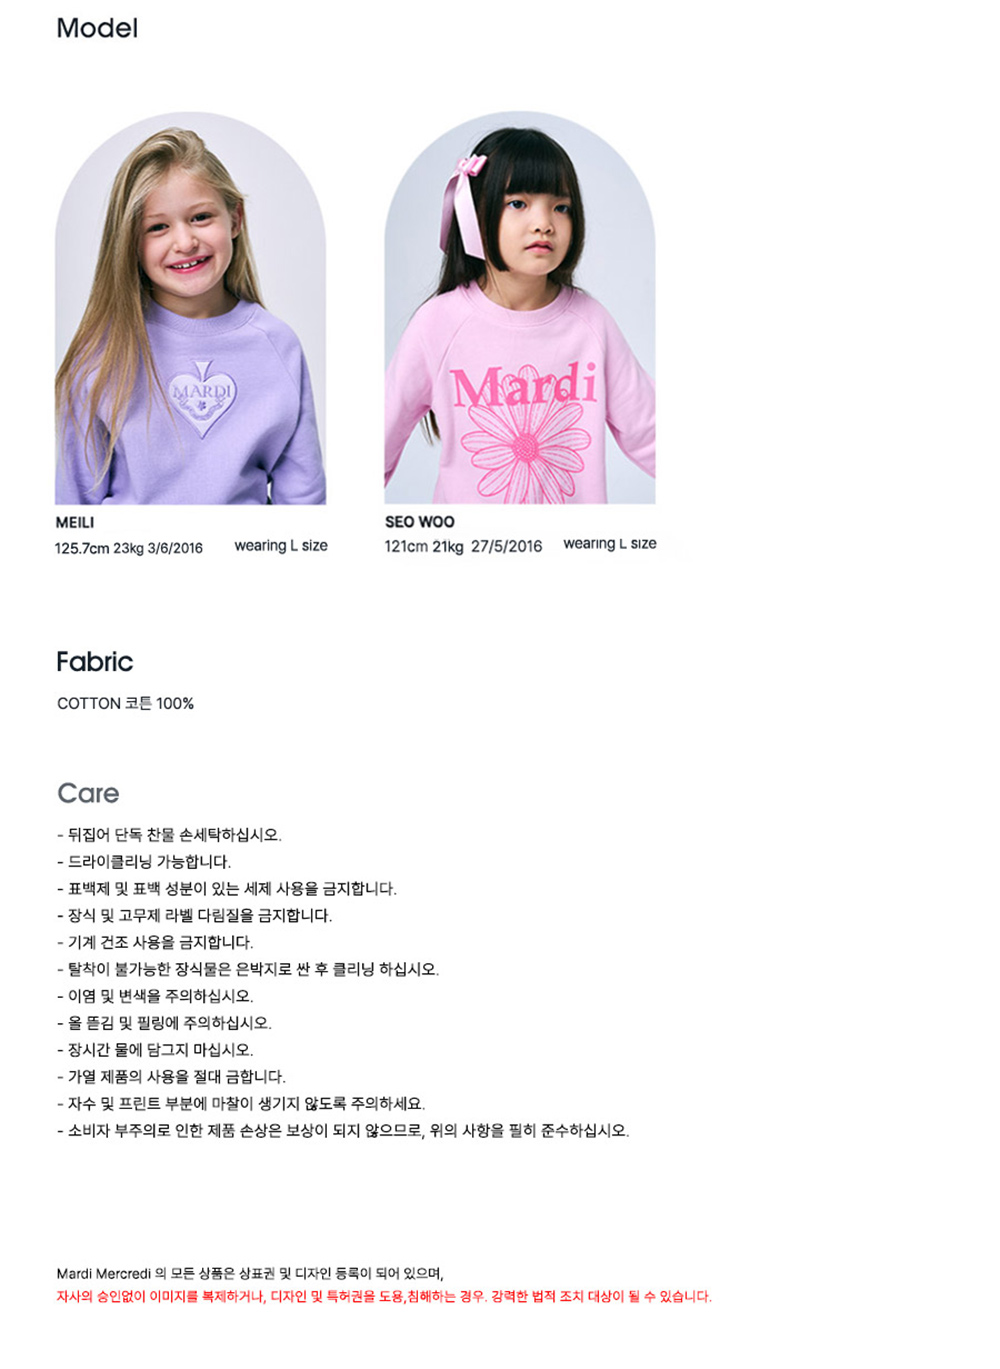 Model
MARDI
Mardi
MEILI
125.7cm 23kg 3/6/2016 wearing L size
SEO WOO
121cm 21kg 27/5/2016 wearing L size
Fabric
COTTON 코튼 100%
Care
- 뒤집어 단독 찬물 손세탁하십시오.
- 드라이클리닝 가능합니다.
- 표백제 및 표백 성분이 있는 세제 사용을 금지합니다.
- 장식 및 고무제 라벨 다림질을 금지합니다.
- 기계 건조 사용을 금지합니다.
- 탈착이 불가능한 장식물은 은박지로 싼 후 클리닝 하십시오.
- 이염 및 변색을 주의하십시오.
- 올 뜯김 및 필링에 주의하십시오.
- 장시간 물에 담그지 마십시오.
- 가열 제품의 사용을 절대 금합니다.
- 자수 및 프린트 부분에 마찰이 생기지 않도록 주의하세요.
- 소비자 부주의로 인한 제품 손상은 보상이 되지 않으므로, 위의 사항을 필히 준수하십시오.
Mardi Mercredi 의 모든 상품은 상표권 및 디자인 등록이 되어 있으며,
자사의 승인없이 이미지를 복제하거나, 디자인 및 특허권을 도용,침해하는 경우. 강력한 법적 조치 대상이 될 수 있습니다.